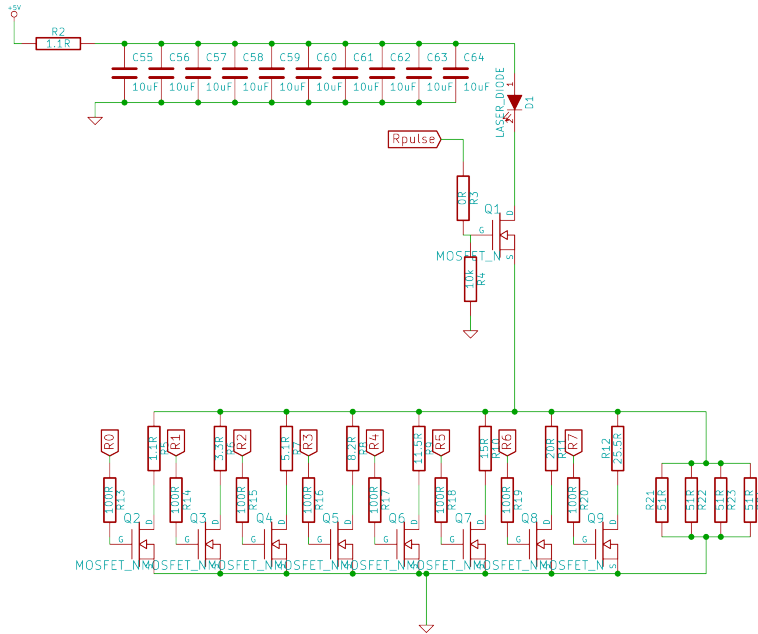 +5V
R2
1.1R
C55 C56 C57 C58 C59 C60 C61 C62 C63 C64
10uF 10uF 10uF 10uF 10uF 10uF 10uF 10uF 10uF 10uF
LASER_DIODE
1
2
D1
Rpulse
0R
R3
Q1
D
G
S
MOSFET_N
10k
R4
R0 R1 R2 R3 R4 R5 R6 R7
1.1R 3.3R 5.1R 8.2R 11.5R 15R 20R 25.5R
R5 R6 R7 R8 R9 R10 R11 R12
100R 100R 100R 100R 100R 100R 100R 100R
R13 R14 R15 R16 R17 R18 R19 R20
51R 51R 51R
R21 R22 R23
Q2 Q3 Q4 Q5 Q6 Q7 Q8 Q9
D D D D D D D D
G G G G G G G G
S
MOSFET_N MOSFET_N MOSFET_N MOSFET_N MOSFET_N MOSFET_N MOSFET_N MOSFET_N